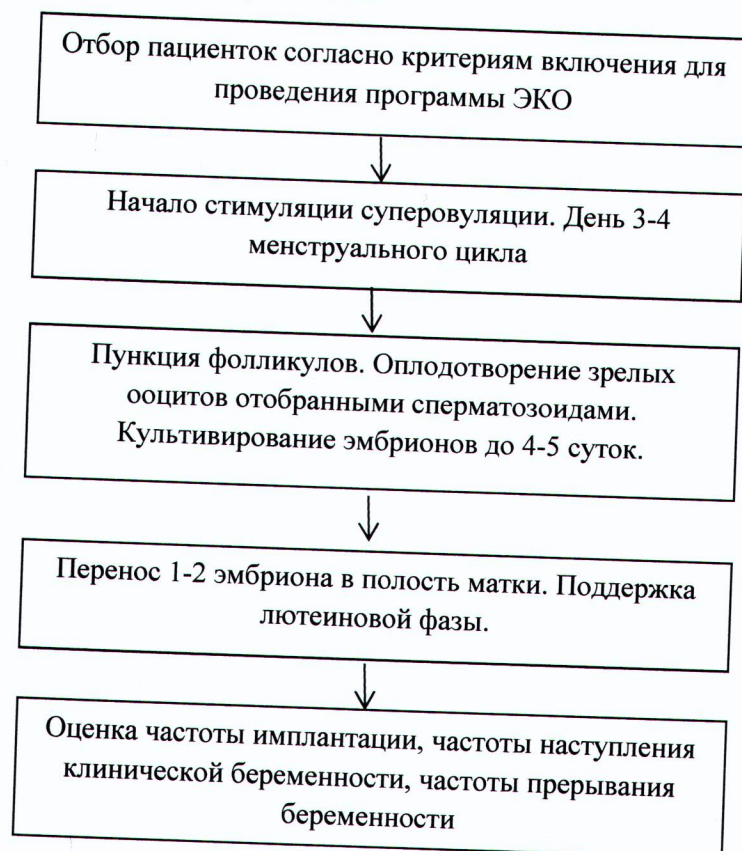 Отбор пациенток согласно критериям включения для
проведения программы ЭКО
Начало стимуляции суперовуляции. День 3-4
менструального цикла
Пункция фолликулов. Оплодотворение зрелых
ооцитов отобранными сперматозоидами.
Культивирование эмбрионов до 4-5 суток.
Перенос 1-2 эмбриона в полость матки. Поддержка
лютеиновой фазы.
Оценка частоты имплантации, частоты наступления
клинической беременности, частоты прерывания
беременности